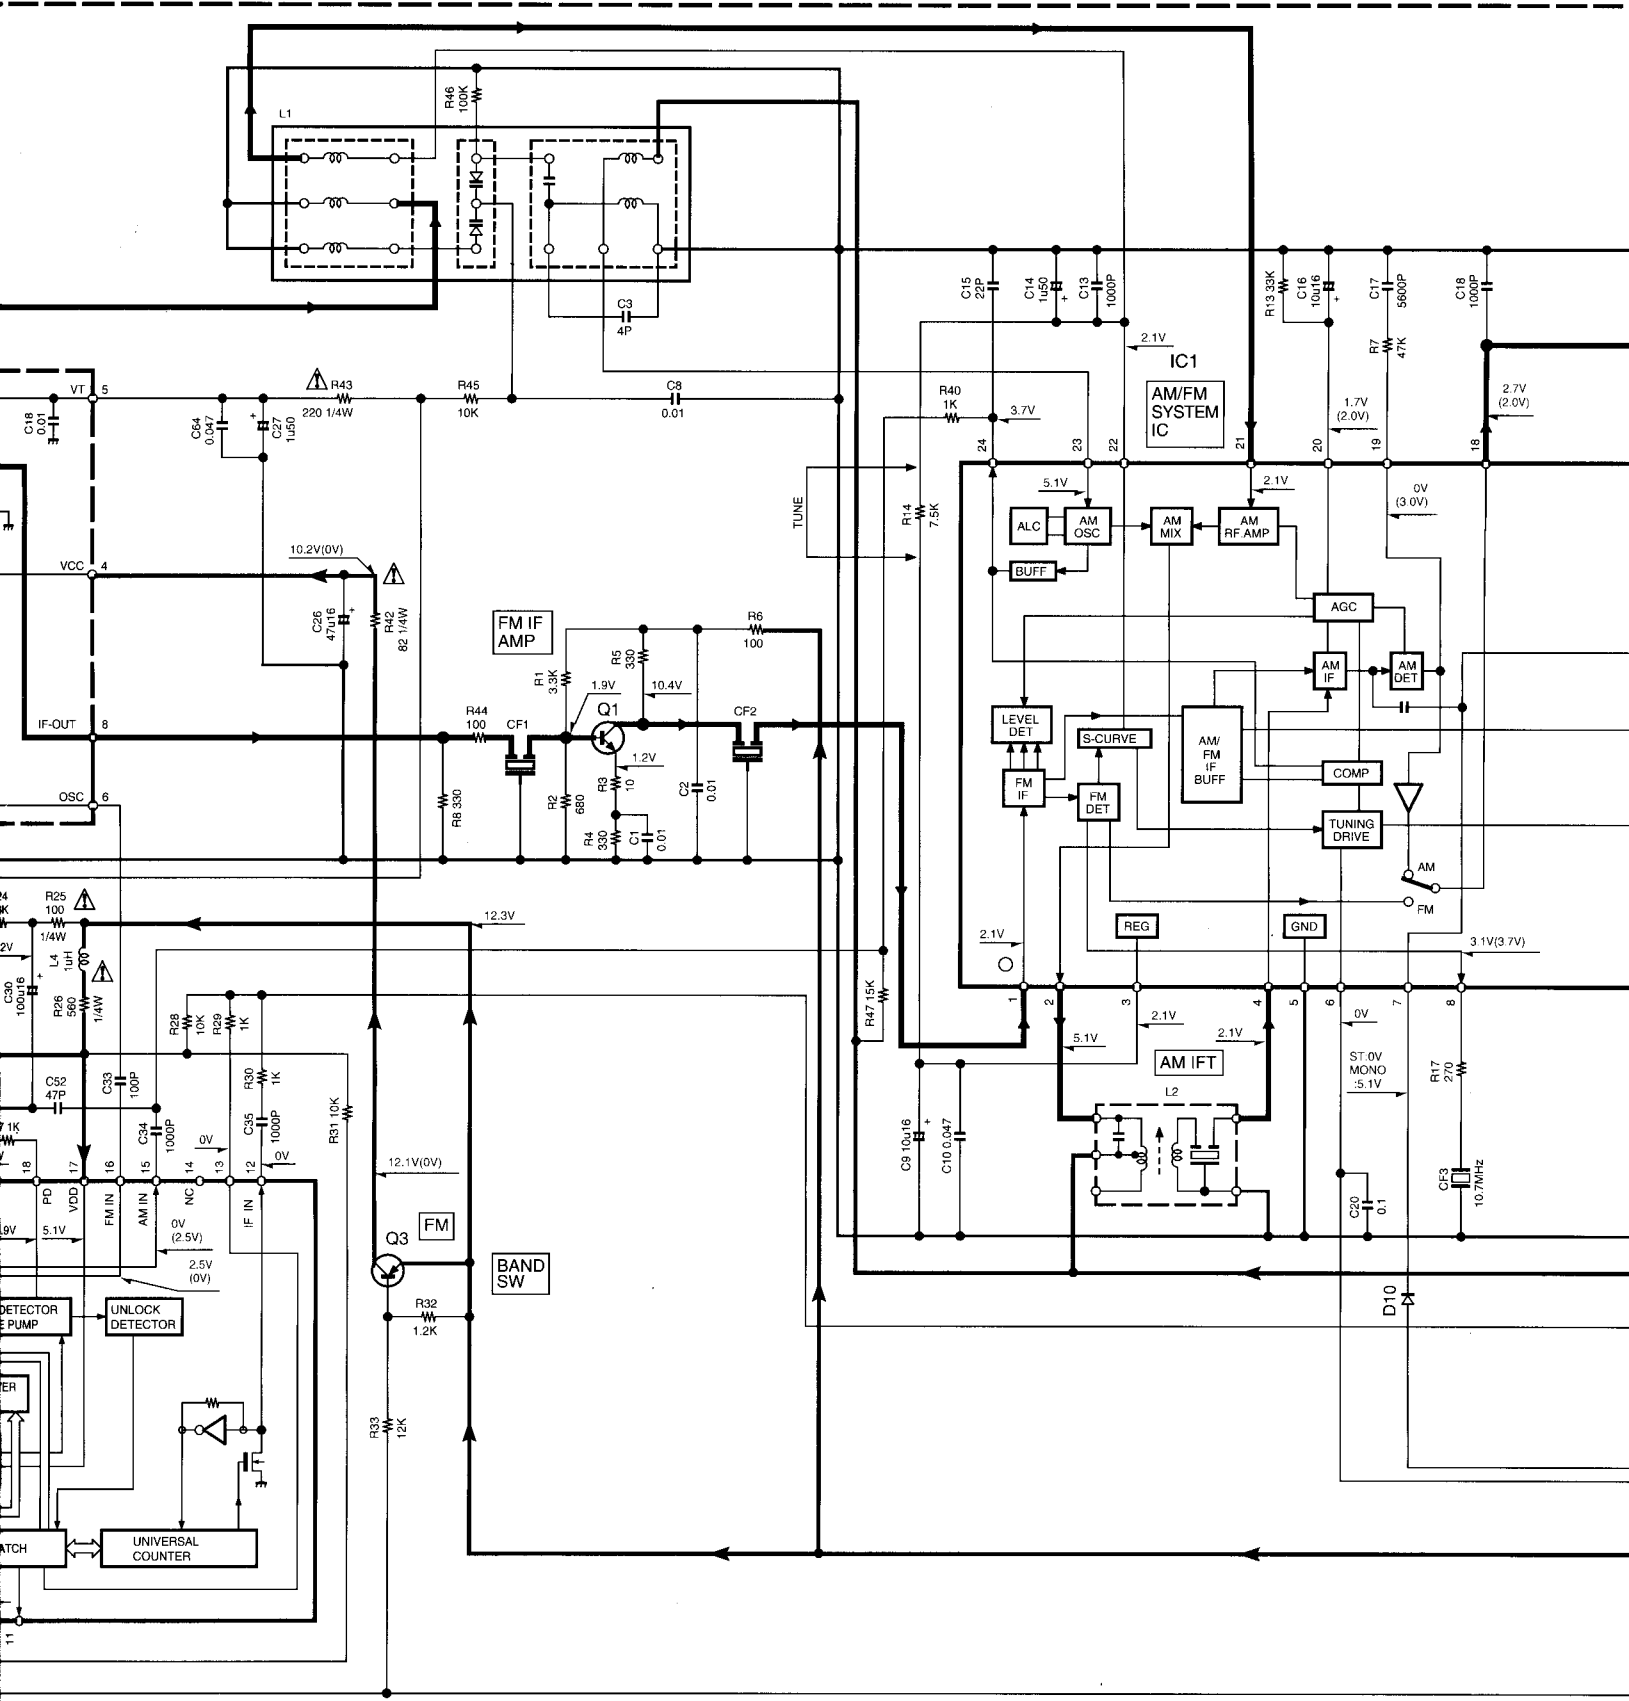 L1
R46
100K
C3
4P
VT 5
C18
0.01
C64
0.047
C27
1u50
+
R43
220 1/4W
R45
10K
C8
0.01
R40
1K
3.7V
C15
22P
C14
1u50
+
C13
1000P
2.1V
IC1
AM/FM
SYSTEM
IC
R13 33K
C16
10u16
+
C17
5600P
R7
47K
C18
1000P
2.7V
(2.0V)
1.7V
(2.0V)
24
23
22
21
20
19
18
TUNE
R14
7.5K
5.1V
2.1V
0V
(3.0V)
ALC
AM
OSC
AM
MIX
AM
RF.AMP
BUFF
AGC
AM
IF
AM
DET
LEVEL
DET
S-CURVE
AM/
FM
IF
BUFF
COMP
FM
IF
FM
DET
TUNING
DRIVE
AM
FM
REG
GND
2.1V
3.1V(3.7V)
1
2
3
4
5
6
7
8
10.2V(0V)
VCC 4
C26
47u16
+
R42
82 1/4W
FM IF
AMP
R6
100
R1
3.3K
R5
330
1.9V
10.4V
Q1
IF-OUT 8
R44
100
CF1
CF2
1.2V
R3
10
R2
680
R4
330
C1
0.01
C2
0.01
R8 330
OSC 6
24
R25
100
1/4W
12.3V
L4
1uH
C30
100u16
+
R26
560
1/4W
R28
10K
R29
1K
R47 15K
C52
47P
C33
100P
C34
1000P
R30
1K
C35
1000P
R31 10K
1K
0V
0V
18
17
16
15
14
13
12
PD
VDD
FM IN
AM IN
NC
IF IN
5.1V
0V
(2.5V)
2.5V
(0V)
12.1V(0V)
Q3
FM
BAND
SW
R32
1.2K
R33
12K
UNLOCK
DETECTOR
DETECTOR
PUMP
UNIVERSAL
COUNTER
11
5.1V
2.1V
2.1V
AM IFT
L2
C9 10u16
+
C10 0.047
0V
ST:0V
MONO
:5.1V
R17
270
CF3
10.7MHz
C20
0.1
D10